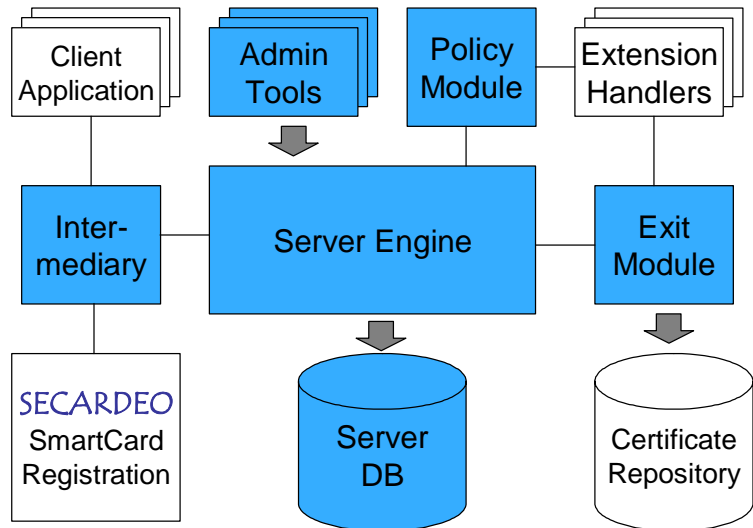 Client
Application
Admin
Tools
Policy
Module
Extension
Handlers
Inter-
mediary
Server Engine
Exit
Module
SECARDEO
SmartCard
Registration
Server
DB
Certificate
Repository